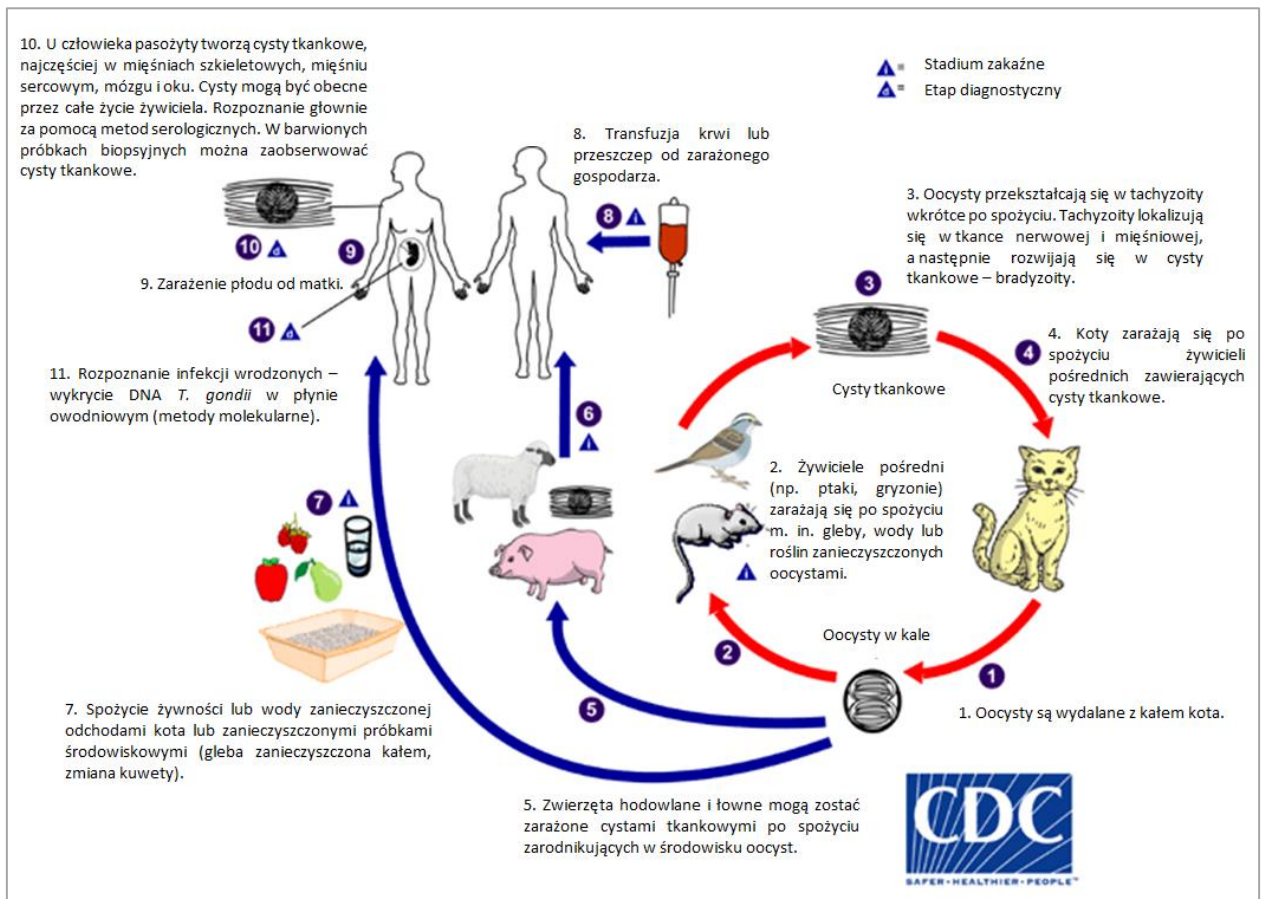 10. U człowieka pasożyty tworzą cysty tkankowe,
najczęściej w mięśniach szkieletowych, mięśniu
sercowym, mózgu i oku. Cysty mogą być obecne
przez całe życie żywiciela. Rozpoznanie głownie
za pomocą metod serologicznych. W barwionych
próbkach biopsyjnych można zaobserwować
cysty tkankowe.
i = Stadium zakaźne
d = Etap diagnostyczny
8. Transfuzja krwi lub
przeszczep od zarażonego
gospodarza.
8 i
3. Oocysty przekształcają się w tachyzoity
wkrótce po spożyciu. Tachyzoity lokalizują
się w tkance nerwowej i mięśniowej,
a następnie rozwijają się w cysty
tkankowe – bradyzoity.
10 d
9
9. Zarażenie płodu od matki.
11 d
3
Cysty tkankowe
4
4. Koty zarażają się po
spożyciu żywicieli
pośrednich zawierających
cysty tkankowe.
11. Rozpoznanie infekcji wrodzonych –
wykrycie DNA T. gondii w płynie
owodniowym (metody molekularne).
6
i
7 i
2. Żywiciele pośredni
(np. ptaki, gryzonie)
zarażają się po spożyciu
m. in. gleby, wody lub
roślin zanieczyszczonych
oocystami.
i
Oocysty w kale
2
1
5
1. Oocysty są wydalane z kałem kota.
7. Spożycie żywności lub wody zanieczyszczonej
odchodami kota lub zanieczyszczonymi próbkami
środowiskowymi (gleba zanieczyszczona kałem,
zmiana kuwety).
5. Zwierzęta hodowlane i łowne mogą zostać
zarażone cystami tkankowymi po spożyciu
zarodnikujących w środowisku oocyst.
CDC
SAFER•HEALTHIER•PEOPLE™